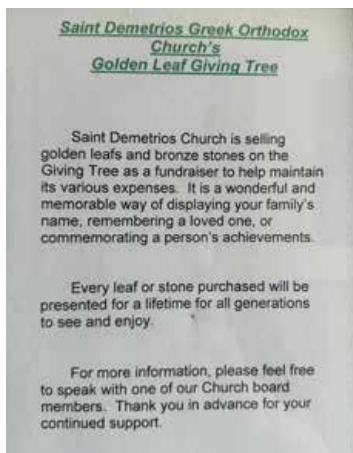 Saint Demetrios Greek Orthodox
Church's
Golden Leaf Giving Tree
Saint Demetrios Church is selling
golden leafs and bronze stones on the
Giving Tree as a fundraiser to help maintain
its various expenses. It is a wonderful and
memorable way of displaying your family's
name, remembering a loved one, or
commemorating a person's achievements.
Every leaf or stone purchased will be
presented for a lifetime for all generations
to see and enjoy.
For more information, please feel free
to speak with one of our Church board
members. Thank you in advance for your
continued support.